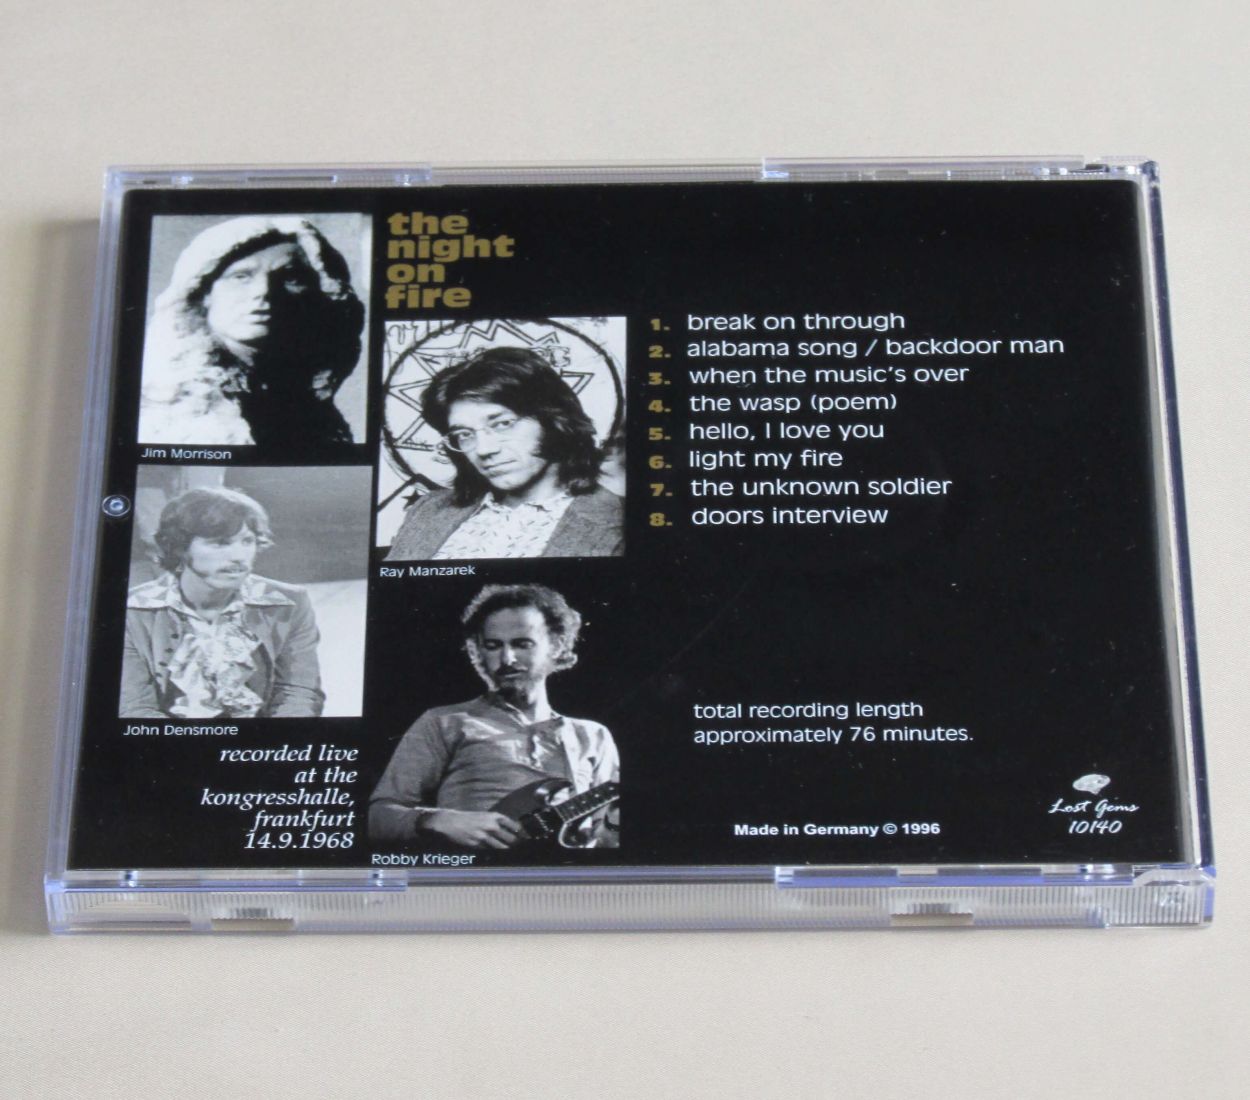 the
night
on
fire
Jim Morrison
Ray Manzarek
John Densmore
Robby Krieger
recorded live
at the
kongresshalle,
frankfurt
14.9.1968
1. break on through
2. alabama song / backdoor man
3. when the music's over
4. the wasp (poem)
5. hello, I love you
6. light my fire
7. the unknown soldier
8. doors interview
total recording length
approximately 76 minutes.
Made in Germany © 1996
Lost Gems
10140